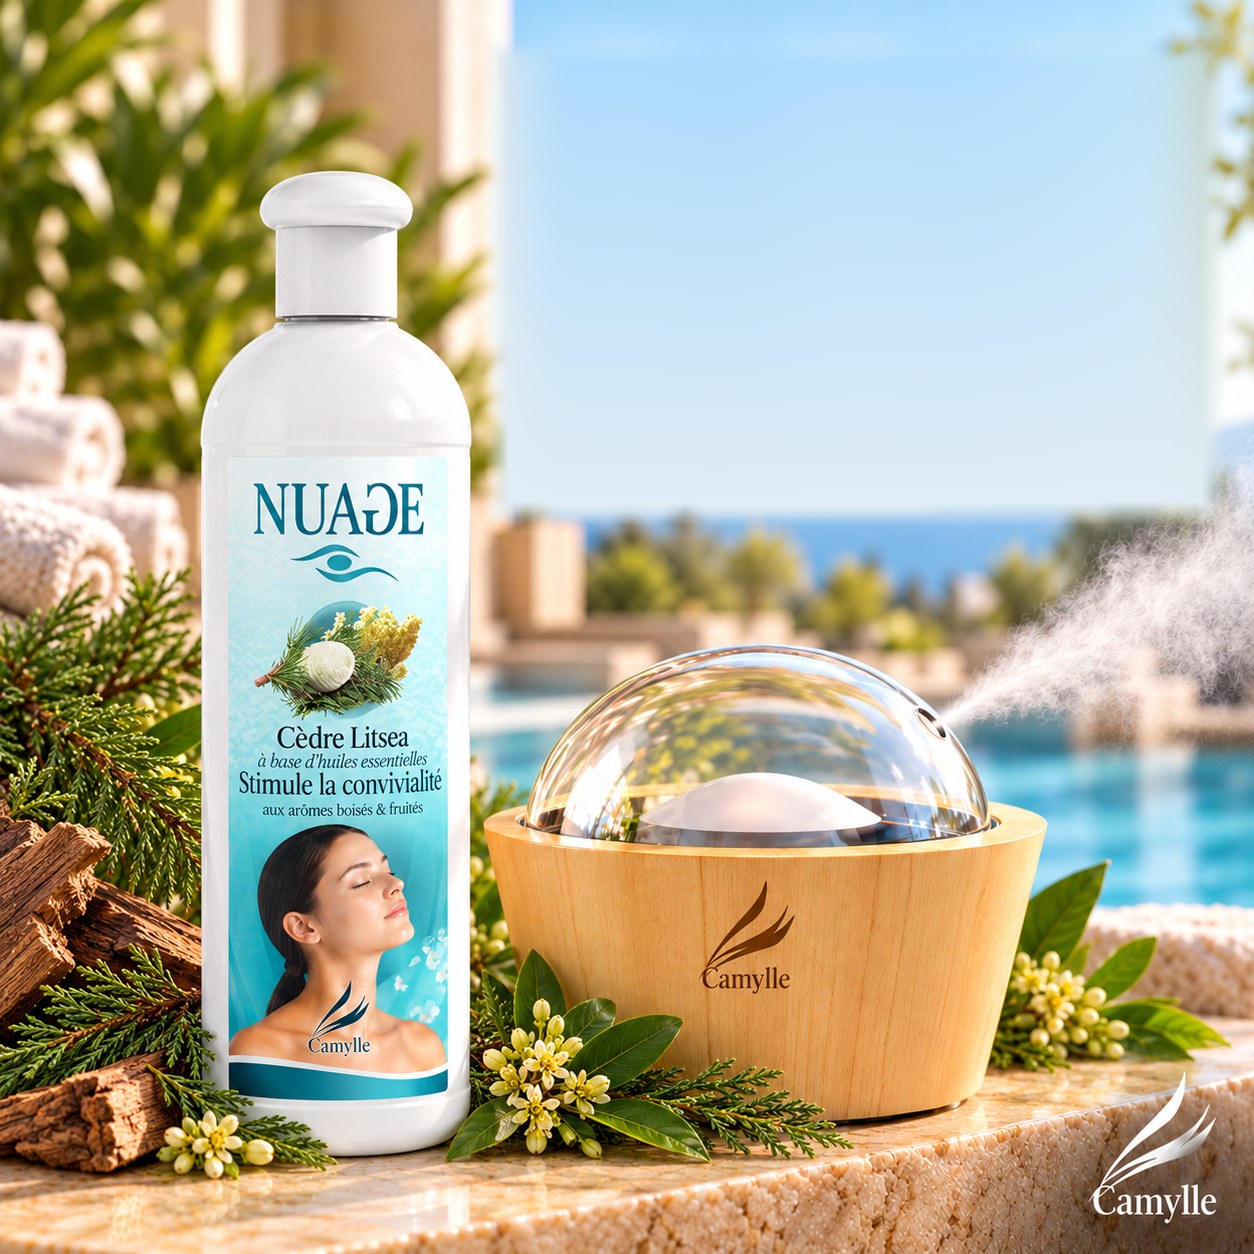 NUAGE
Cèdre Litsea
à base d'huiles essentielles
Stimule la convivialité
aux arômes boisés & fruités
Camylle
Camylle
Camylle